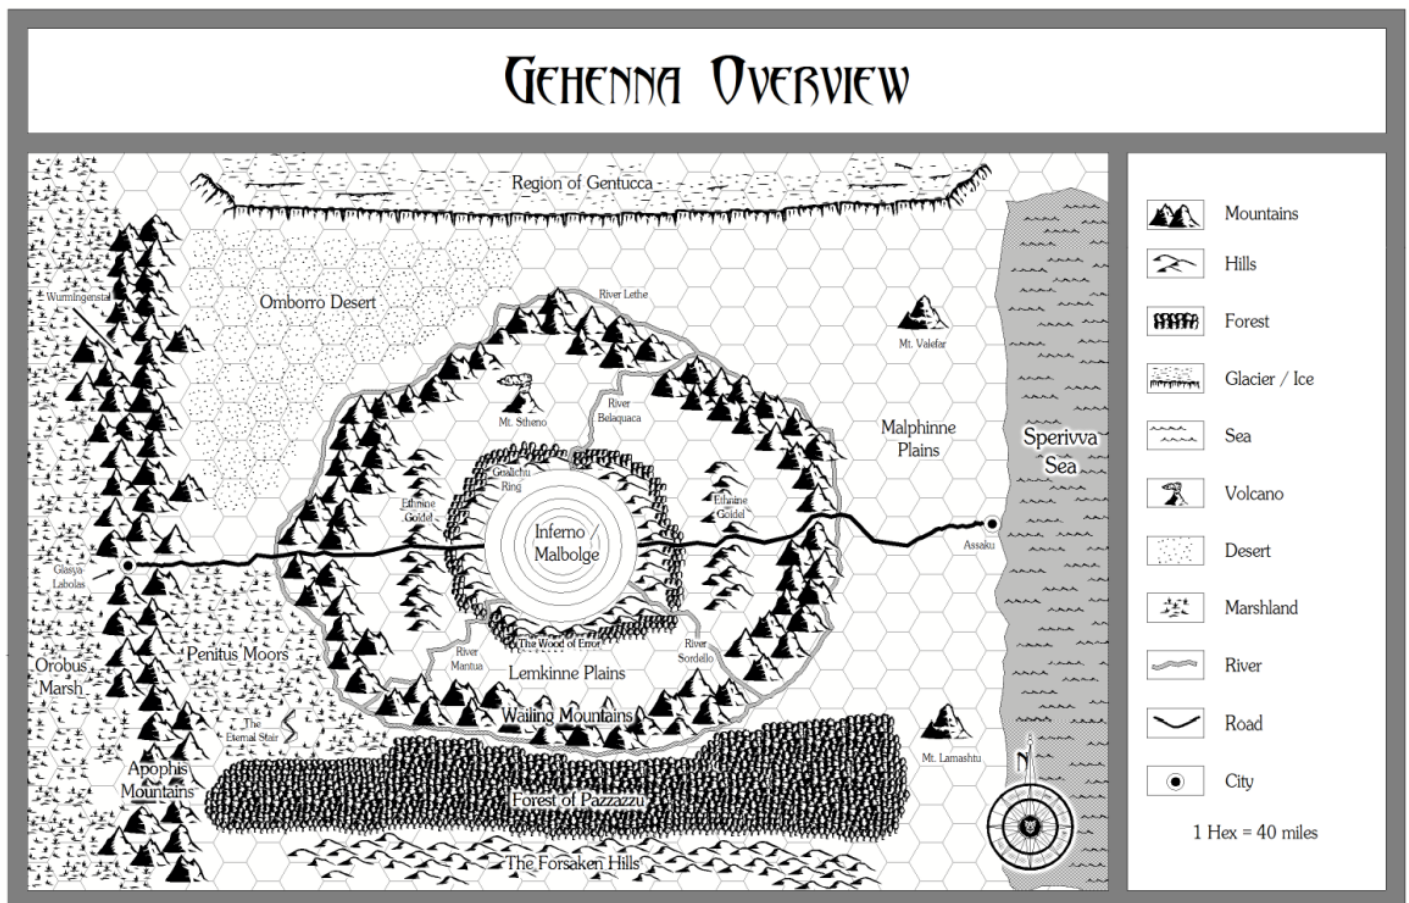 GEHENNA OVERVIEW
Region of Gentucca
Wurmingenstal
Omborro Desert
River Lethe
Mt. Valefar
Mt. Stheno
River
Belaquaca
Malphinne
Plains
Sperivva
Sea
Gualichu
Ring
Ethnine
Goidel
Ethnine
Goidel
Inferno /
Malbolge
Assaku
Glasya
Labolas
The Wood of Error
River
Mantua
River
Sordello
Penitus Moors
Orobus
Marsh
Lemkinne Plains
The
Eternal Stair
Wailing Mountains
Mt. Lamashtu
N
Apophis
Mountains
Forest of Pazzazzu
The Forsaken Hills
Mountains
Hills
Forest
Glacier / Ice
Sea
Volcano
Desert
Marshland
River
Road
City
1 Hex = 40 miles